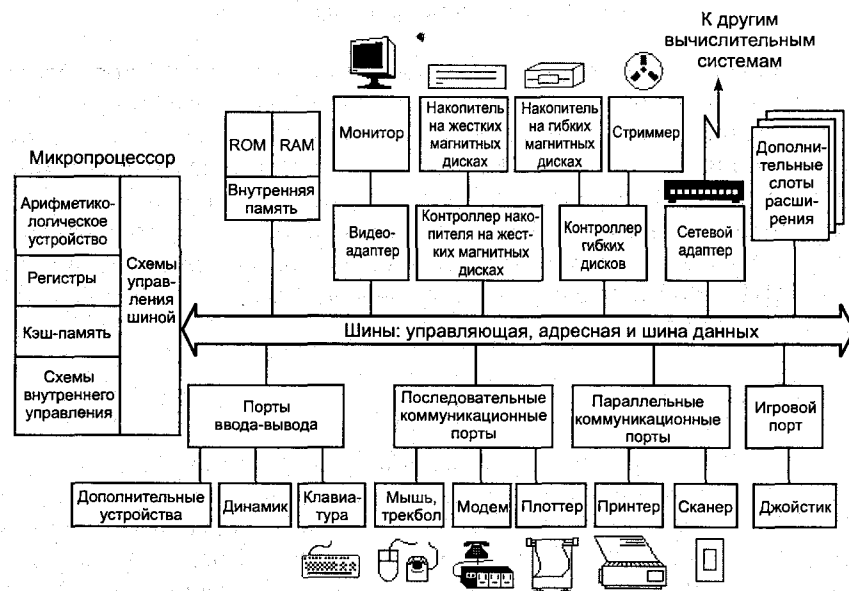 К другим
вычислительным
системам
Микропроцессор
Арифметико-
логическое
устройство
Регистры
Кэш-память
Схемы
внутреннего
управления
Схемы
управ-
ления
шиной
ROM
RAM
Внутренняя
память
Монитор
Видео-
адаптер
Накопитель
на жестких
магнитных
дисках
Контроллер нако-
пителя на жест-
ких магнитных
дисках
Накопитель
на гибких
магнитных
дисках
Стриммер
Контроллер
гибких
дисков
Сетевой
адаптер
Дополни-
тельные
слоты
расши-
рения
Шины: управляющая, адресная и шина данных
Порты
ввода-вывода
Последовательные
коммуникационные
порты
Параллельные
коммуникационные
порты
Игровой
порт
Дополнительные
устройства
Динамик
Клавиа-
тура
Мышь,
трекбол
Модем
Плоттер
Принтер
Сканер
Джойстик